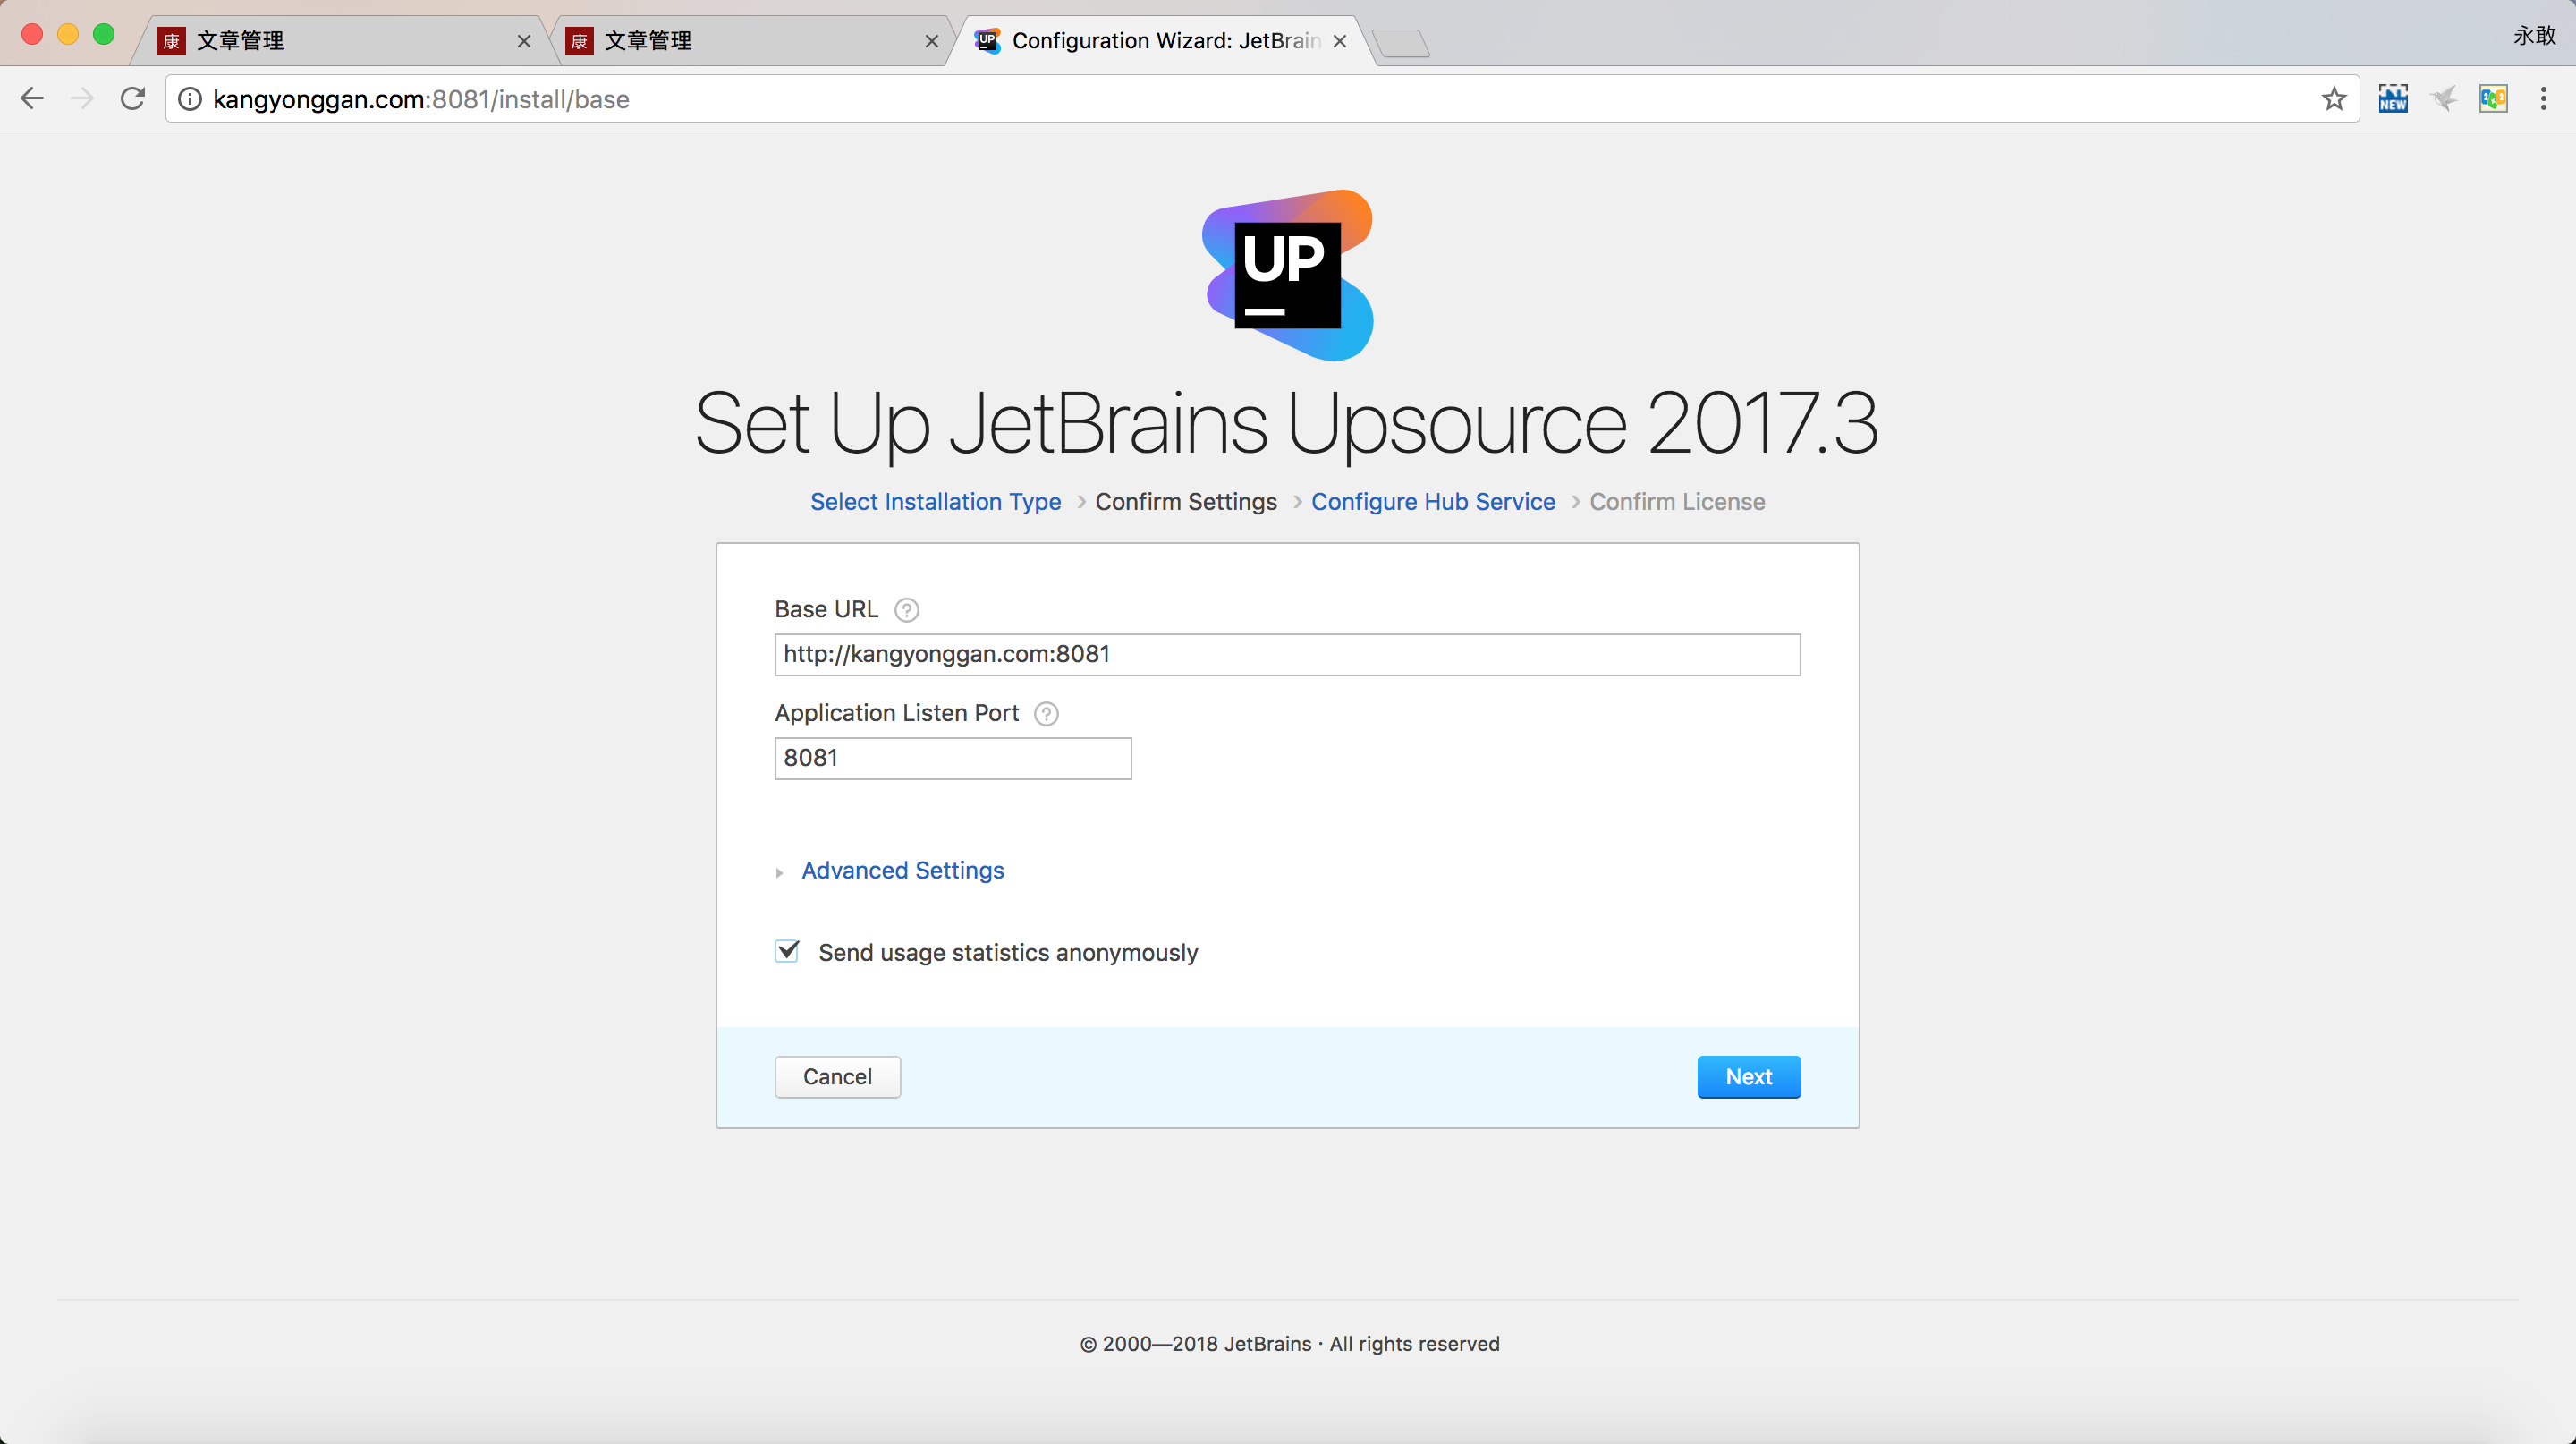 文章管理
文章管理
Configuration Wizard: JetBrain
永敢
kangyonggan.com:8081/install/base
NEW
UP
Set Up JetBrains Upsource 2017.3
Select Installation Type › Confirm Settings › Configure Hub Service › Confirm License
Base URL ?
http://kangyonggan.com:8081
Application Listen Port ?
8081
Advanced Settings
Send usage statistics anonymously
Cancel
Next
© 2000—2018 JetBrains · All rights reserved